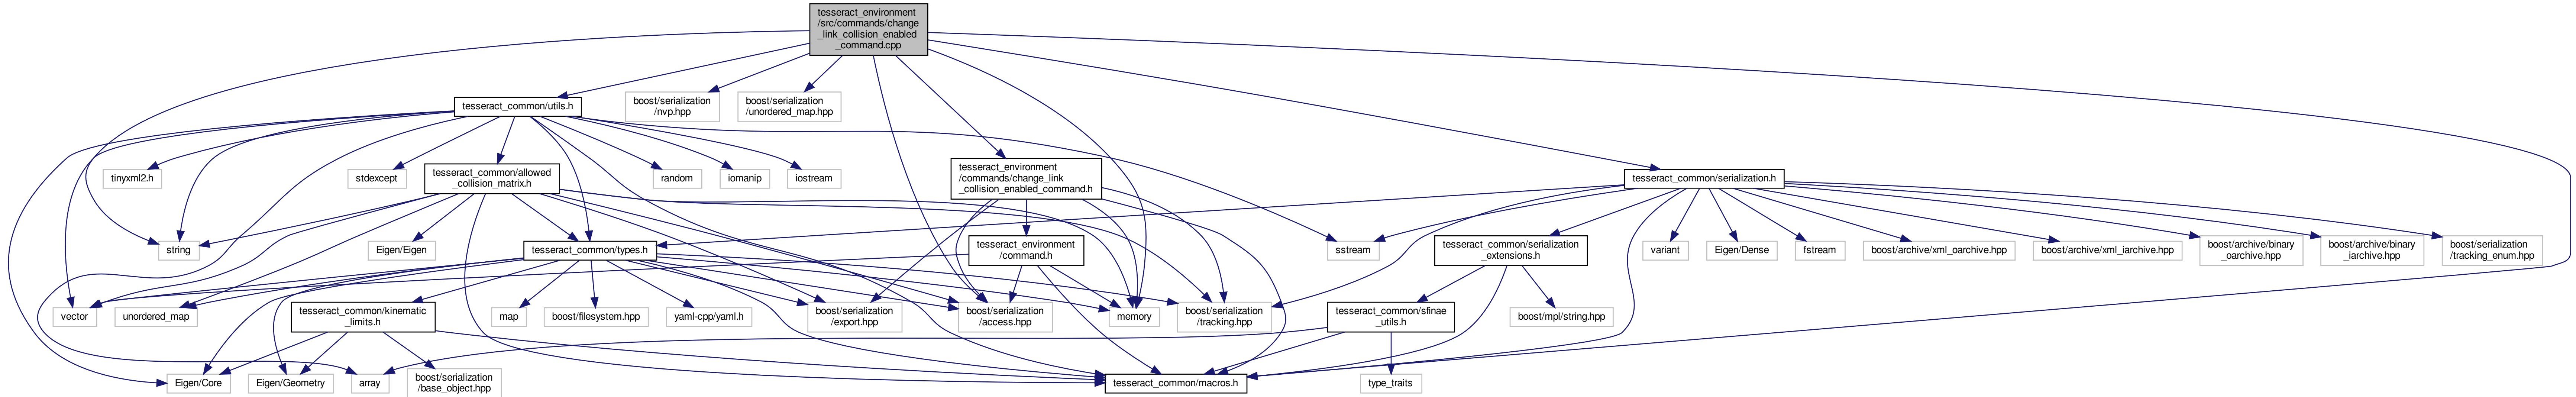 tesseract_environment
/src/commands/change
_link_collision_enabled
_command.cpp
tesseract_common/utils.h
boost/serialization
/nvp.hpp
boost/serialization
/unordered_map.hpp
tinyxml2.h
stdexcept
tesseract_common/allowed
_collision_matrix.h
random
iomanip
iostream
tesseract_environment
/commands/change_link
_collision_enabled_command.h
tesseract_common/serialization.h
string
Eigen/Eigen
tesseract_common/types.h
tesseract_environment
/command.h
sstream
tesseract_common/serialization
_extensions.h
variant
Eigen/Dense
fstream
boost/archive/xml_oarchive.hpp
boost/archive/xml_iarchive.hpp
boost/archive/binary
_oarchive.hpp
boost/archive/binary
_iarchive.hpp
boost/serialization
/tracking_enum.hpp
vector
unordered_map
tesseract_common/kinematic
_limits.h
map
boost/filesystem.hpp
yaml-cpp/yaml.h
boost/serialization
/export.hpp
boost/serialization
/access.hpp
memory
boost/serialization
/tracking.hpp
tesseract_common/sfinae
_utils.h
boost/mpl/string.hpp
Eigen/Core
Eigen/Geometry
array
boost/serialization
/base_object.hpp
tesseract_common/macros.h
type_traits